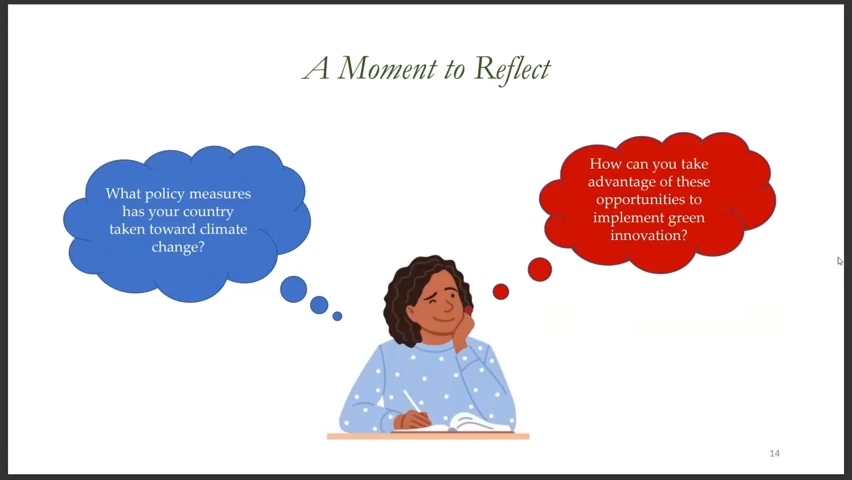 A Moment to Reflect
What policy measures
has your country
taken toward climate
change?
How can you take
advantage of these
opportunities to
implement green
innovation?
14